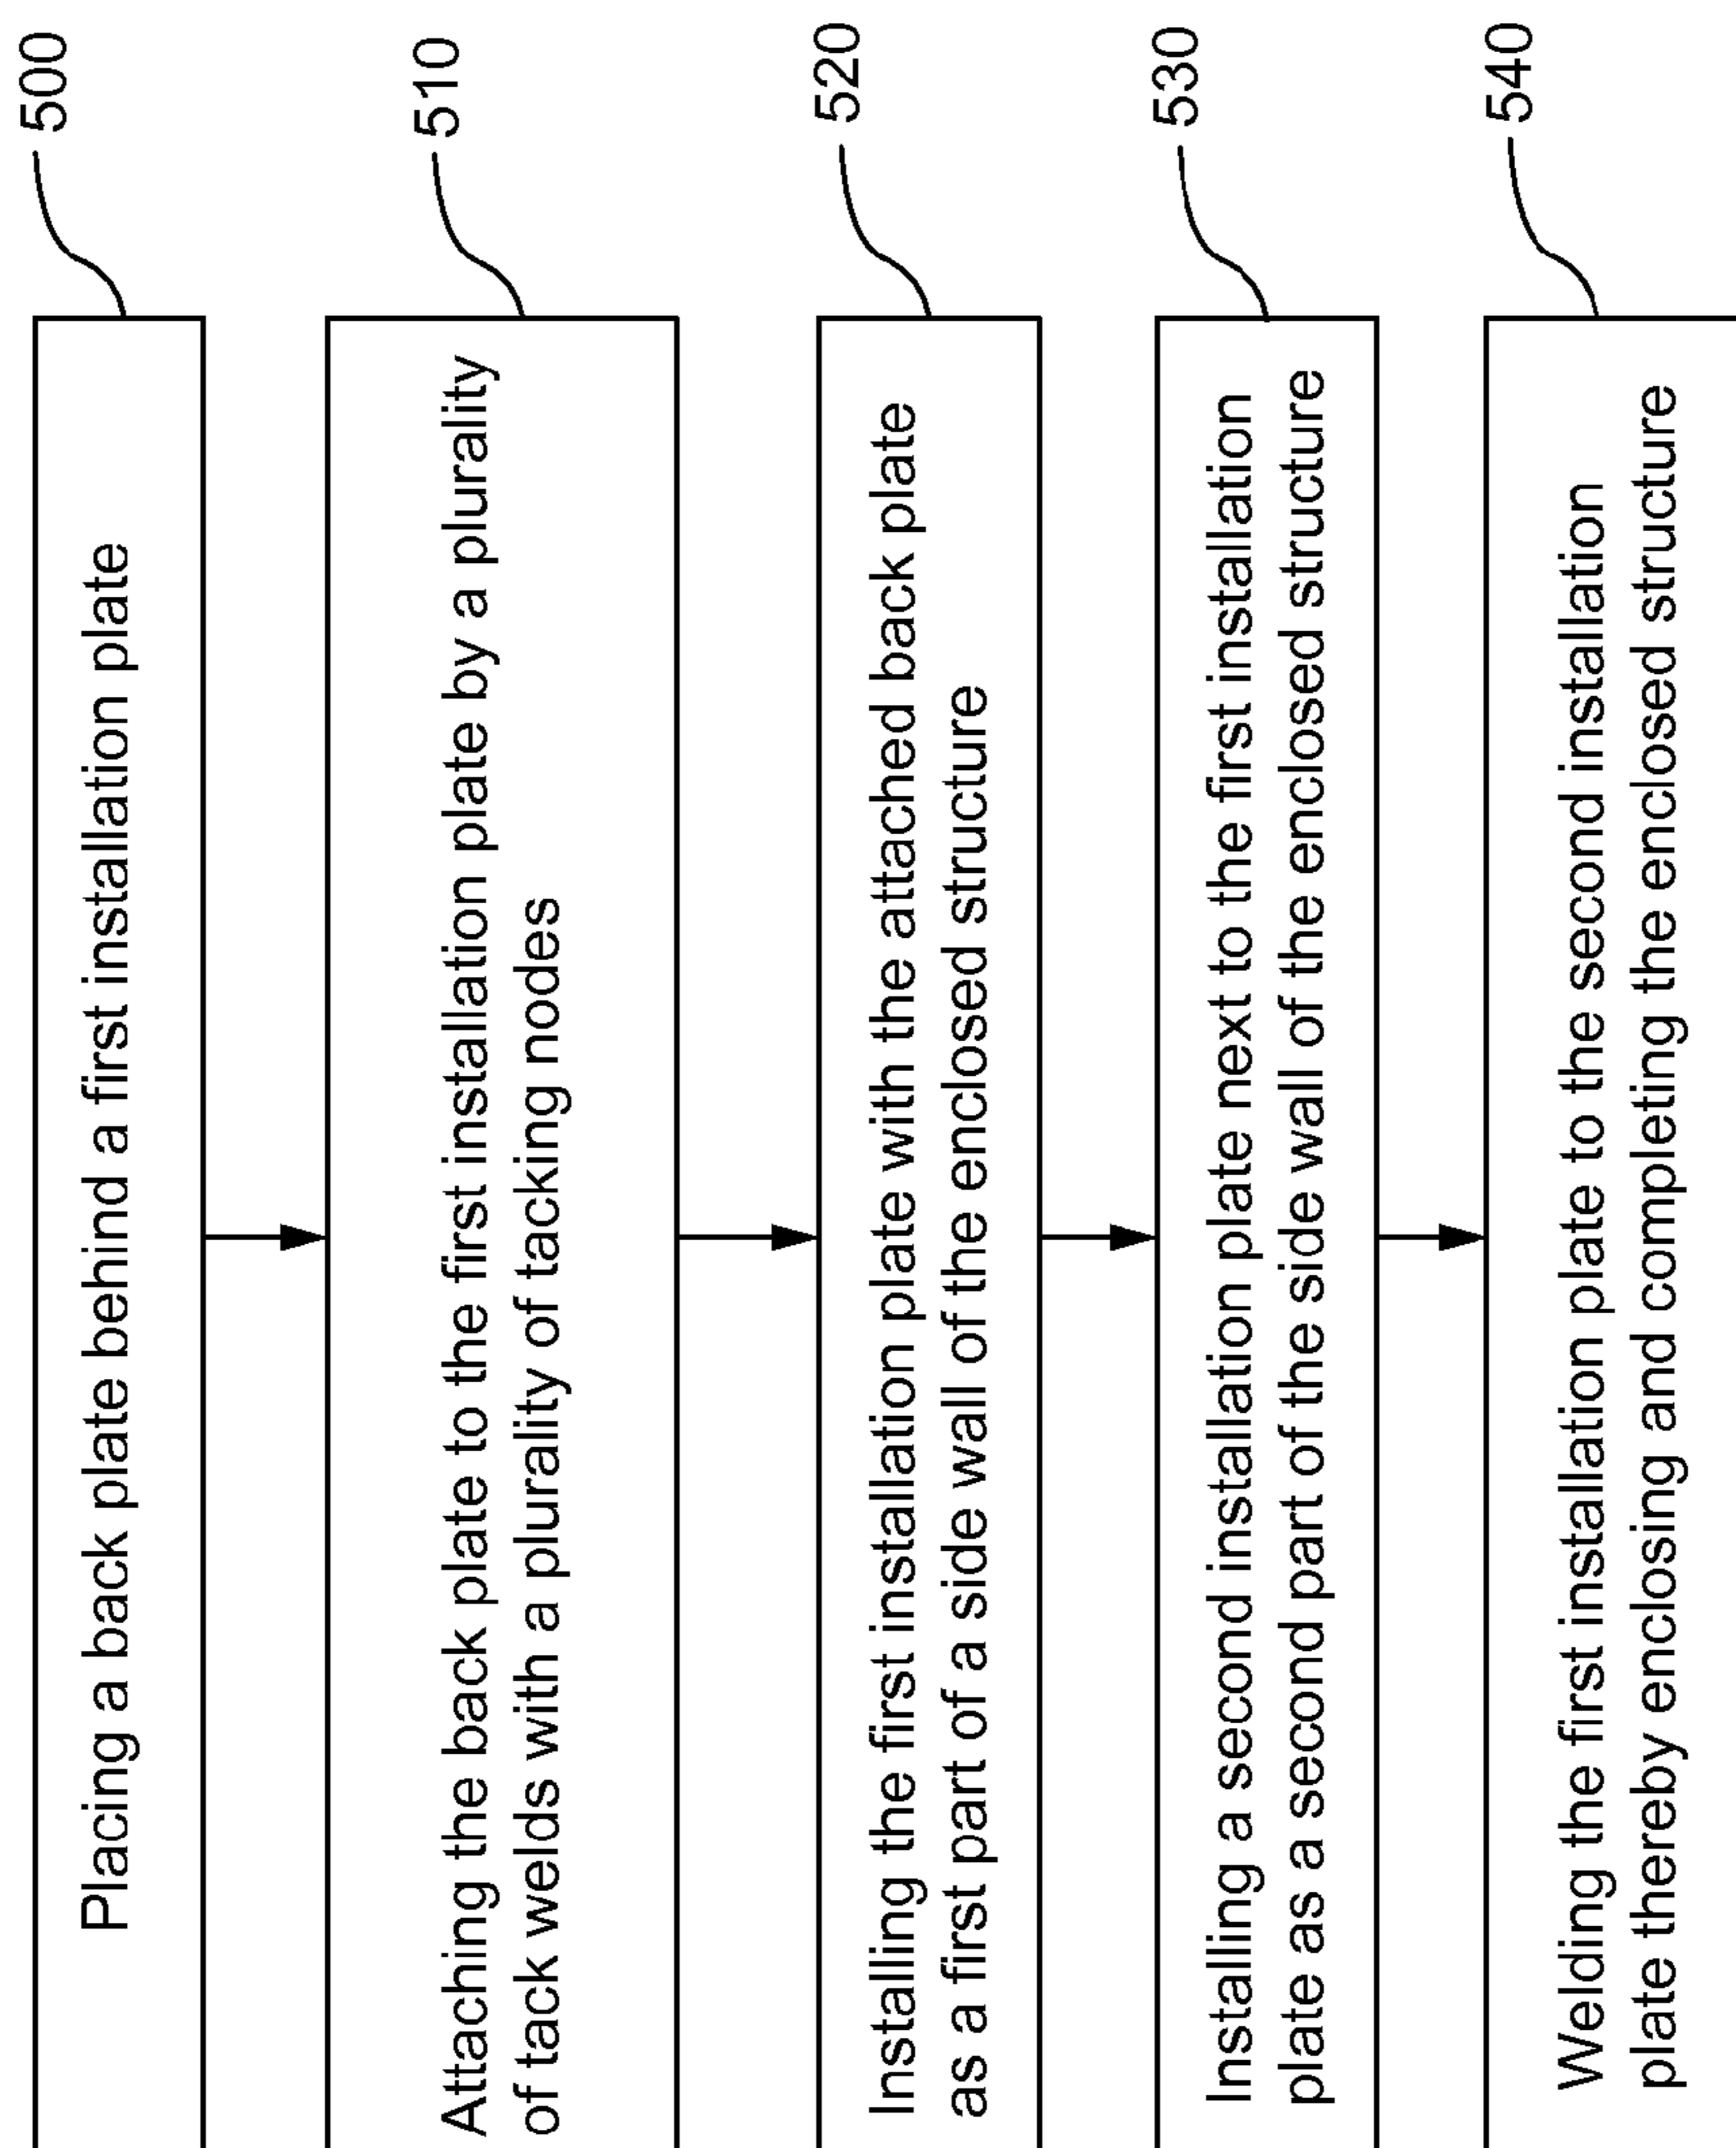 500
Placing a back plate behind a first installation plate
510
Attaching the back plate to the first installation plate by a plurality
of tack welds with a plurality of tacking nodes
520
Installing the first installation plate with the attached back plate
as a first part of a side wall of the enclosed structure
530
Installing a second installation plate next to the first installation
plate as a second part of the side wall of the enclosed structure
540
Welding the first installation plate to the second installation
plate thereby enclosing and completing the enclosed structure